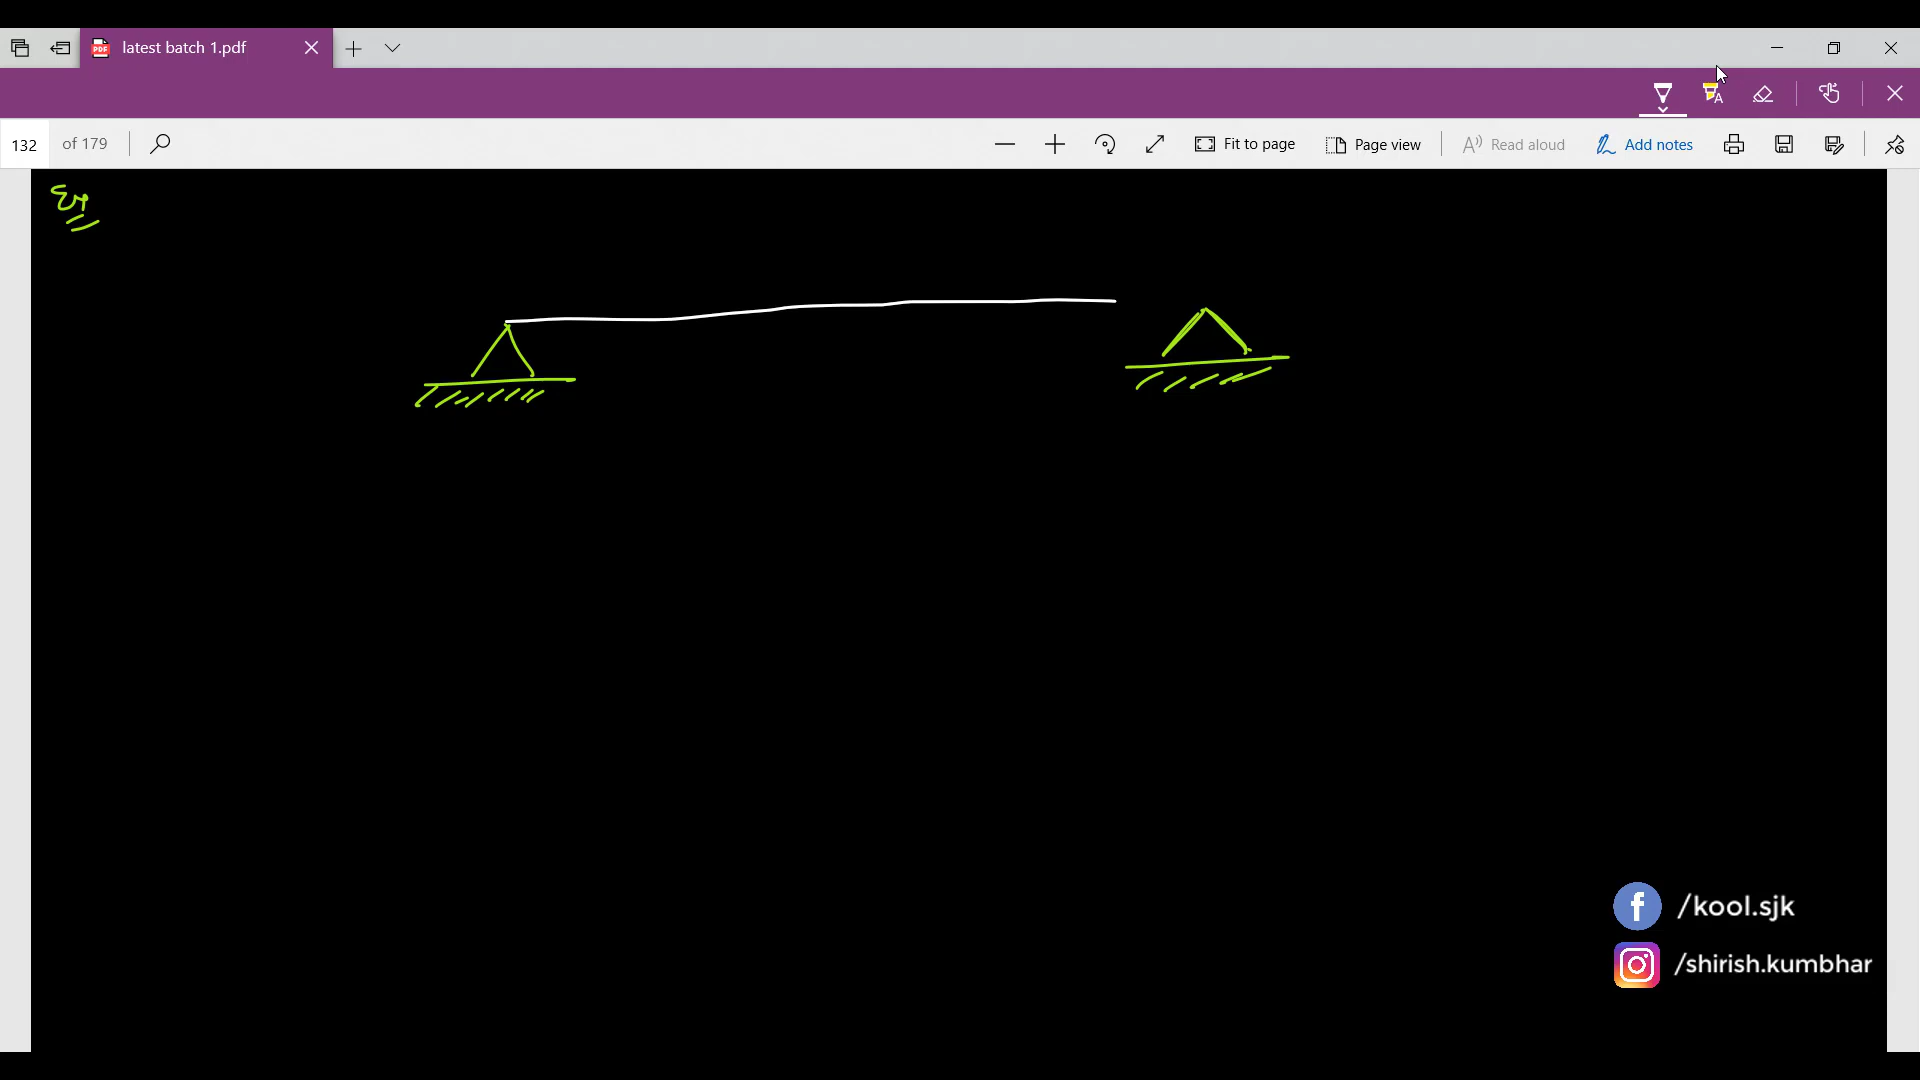 latest batch 1.pdf
132 of 179 Fit to page Page view Read aloud Add notes
Ex
/kool.sjk
/shirish.kumbhar